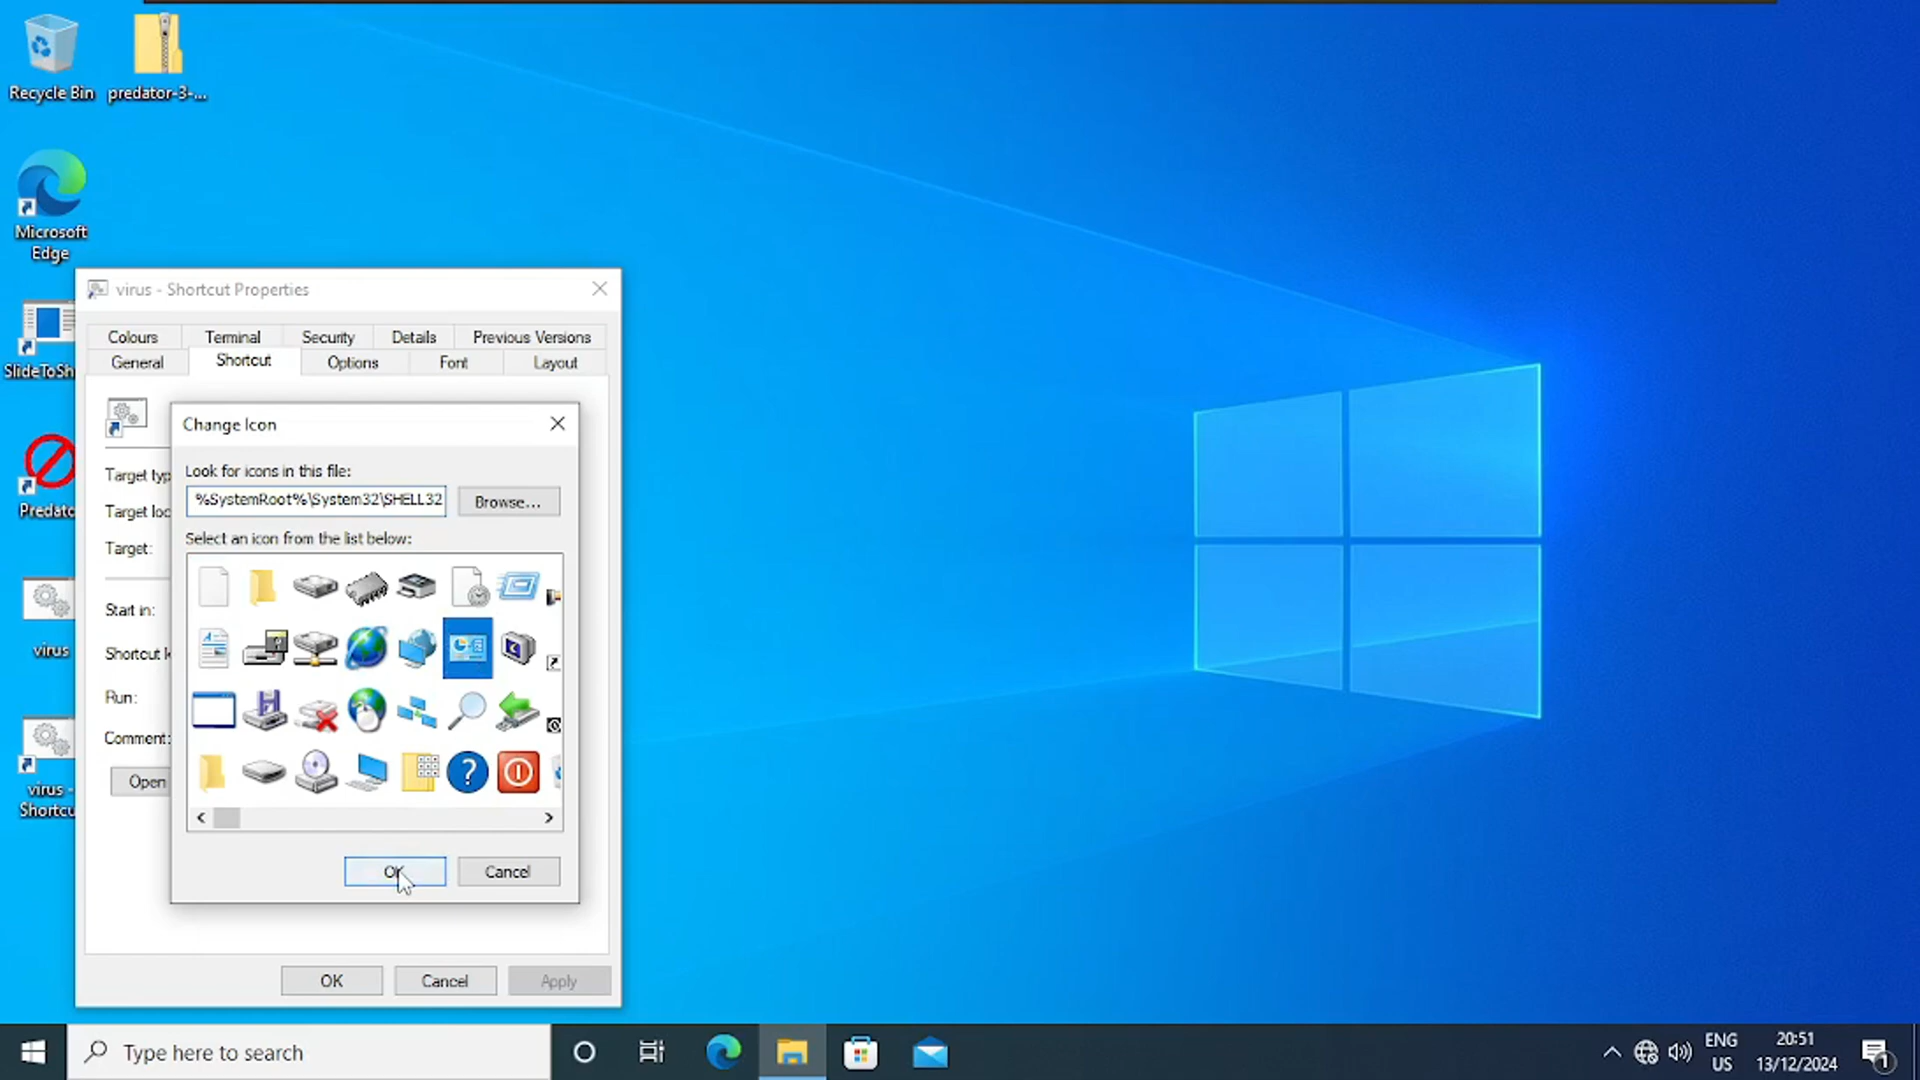 Recycle Bin
predator-3-...
Microsoft
Edge
SlideToSh
Predato
virus
virus -
Shortcu
virus - Shortcut Properties
Colours
Terminal
Security
Details
Previous Versions
General
Shortcut
Options
Font
Layout
Target typ
Target loc
Target:
Start in:
Shortcut k
Run:
Comment:
Open
Change Icon
Look for icons in this file:
%SystemRoot%\System32\SHELL32
Browse...
Select an icon from the list below:
OK
Cancel
OK
Cancel
Apply
Type here to search
ENG
US
20:51
13/12/2024
1